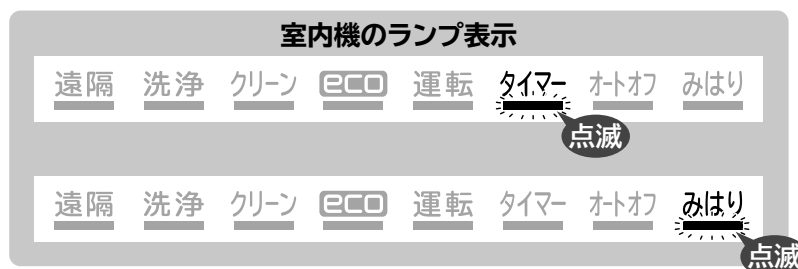 室内機のランプ表示
遠隔 洗浄 クリーン eco 運転 タイマー オートオフ みはり
点滅
遠隔 洗浄 クリーン eco 運転 タイマー オートオフ みはり
点滅